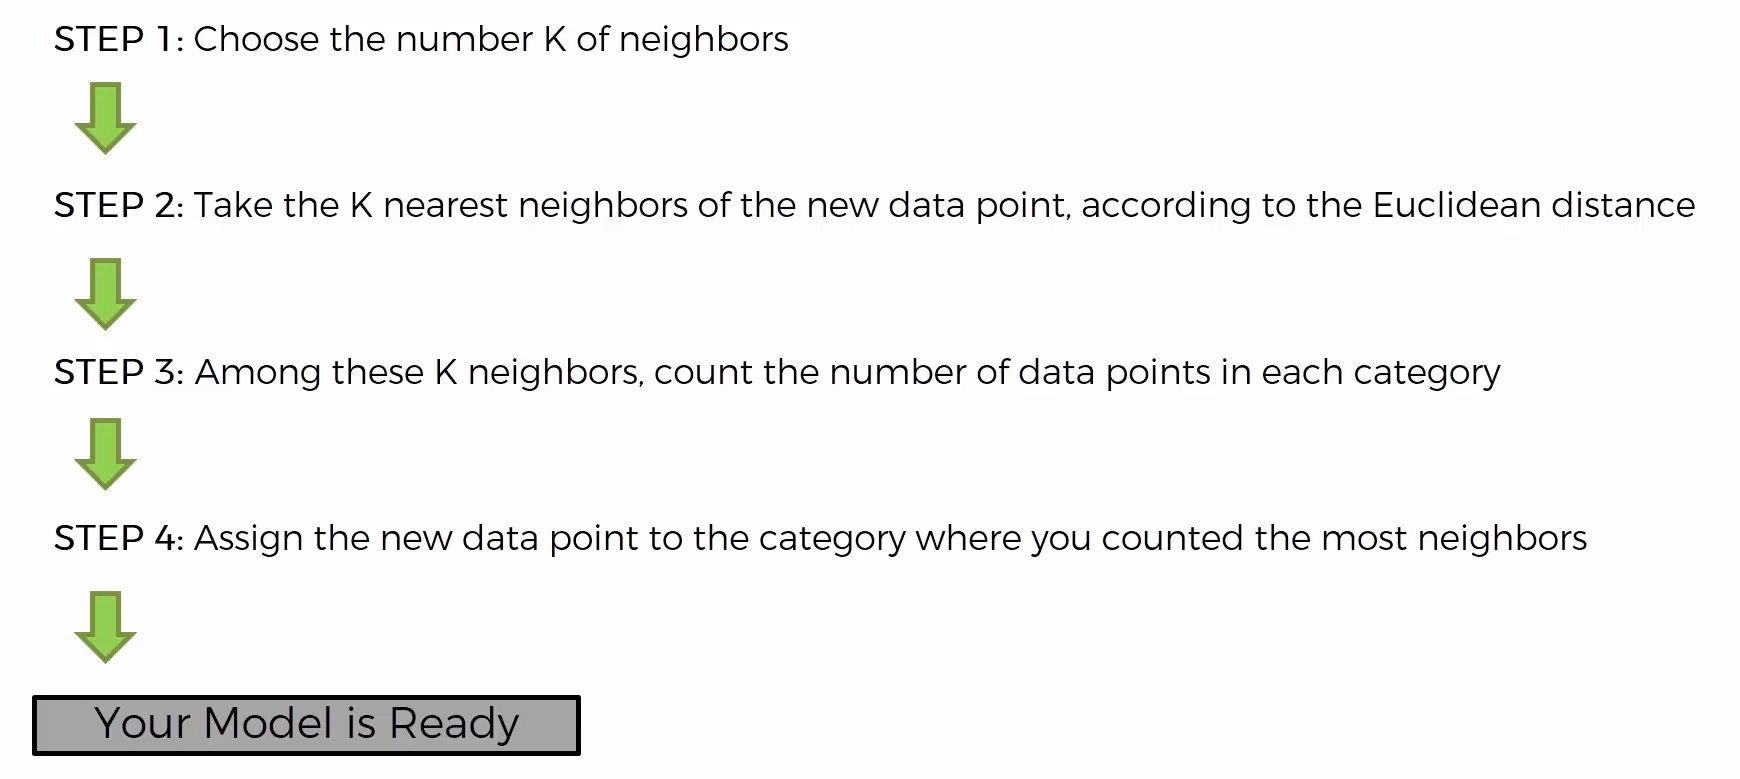 STEP 1: Choose the number K of neighbors
STEP 2: Take the K nearest neighbors of the new data point, according to the Euclidean distance
STEP 3: Among these K neighbors, count the number of data points in each category
STEP 4: Assign the new data point to the category where you counted the most neighbors
Your Model is Ready